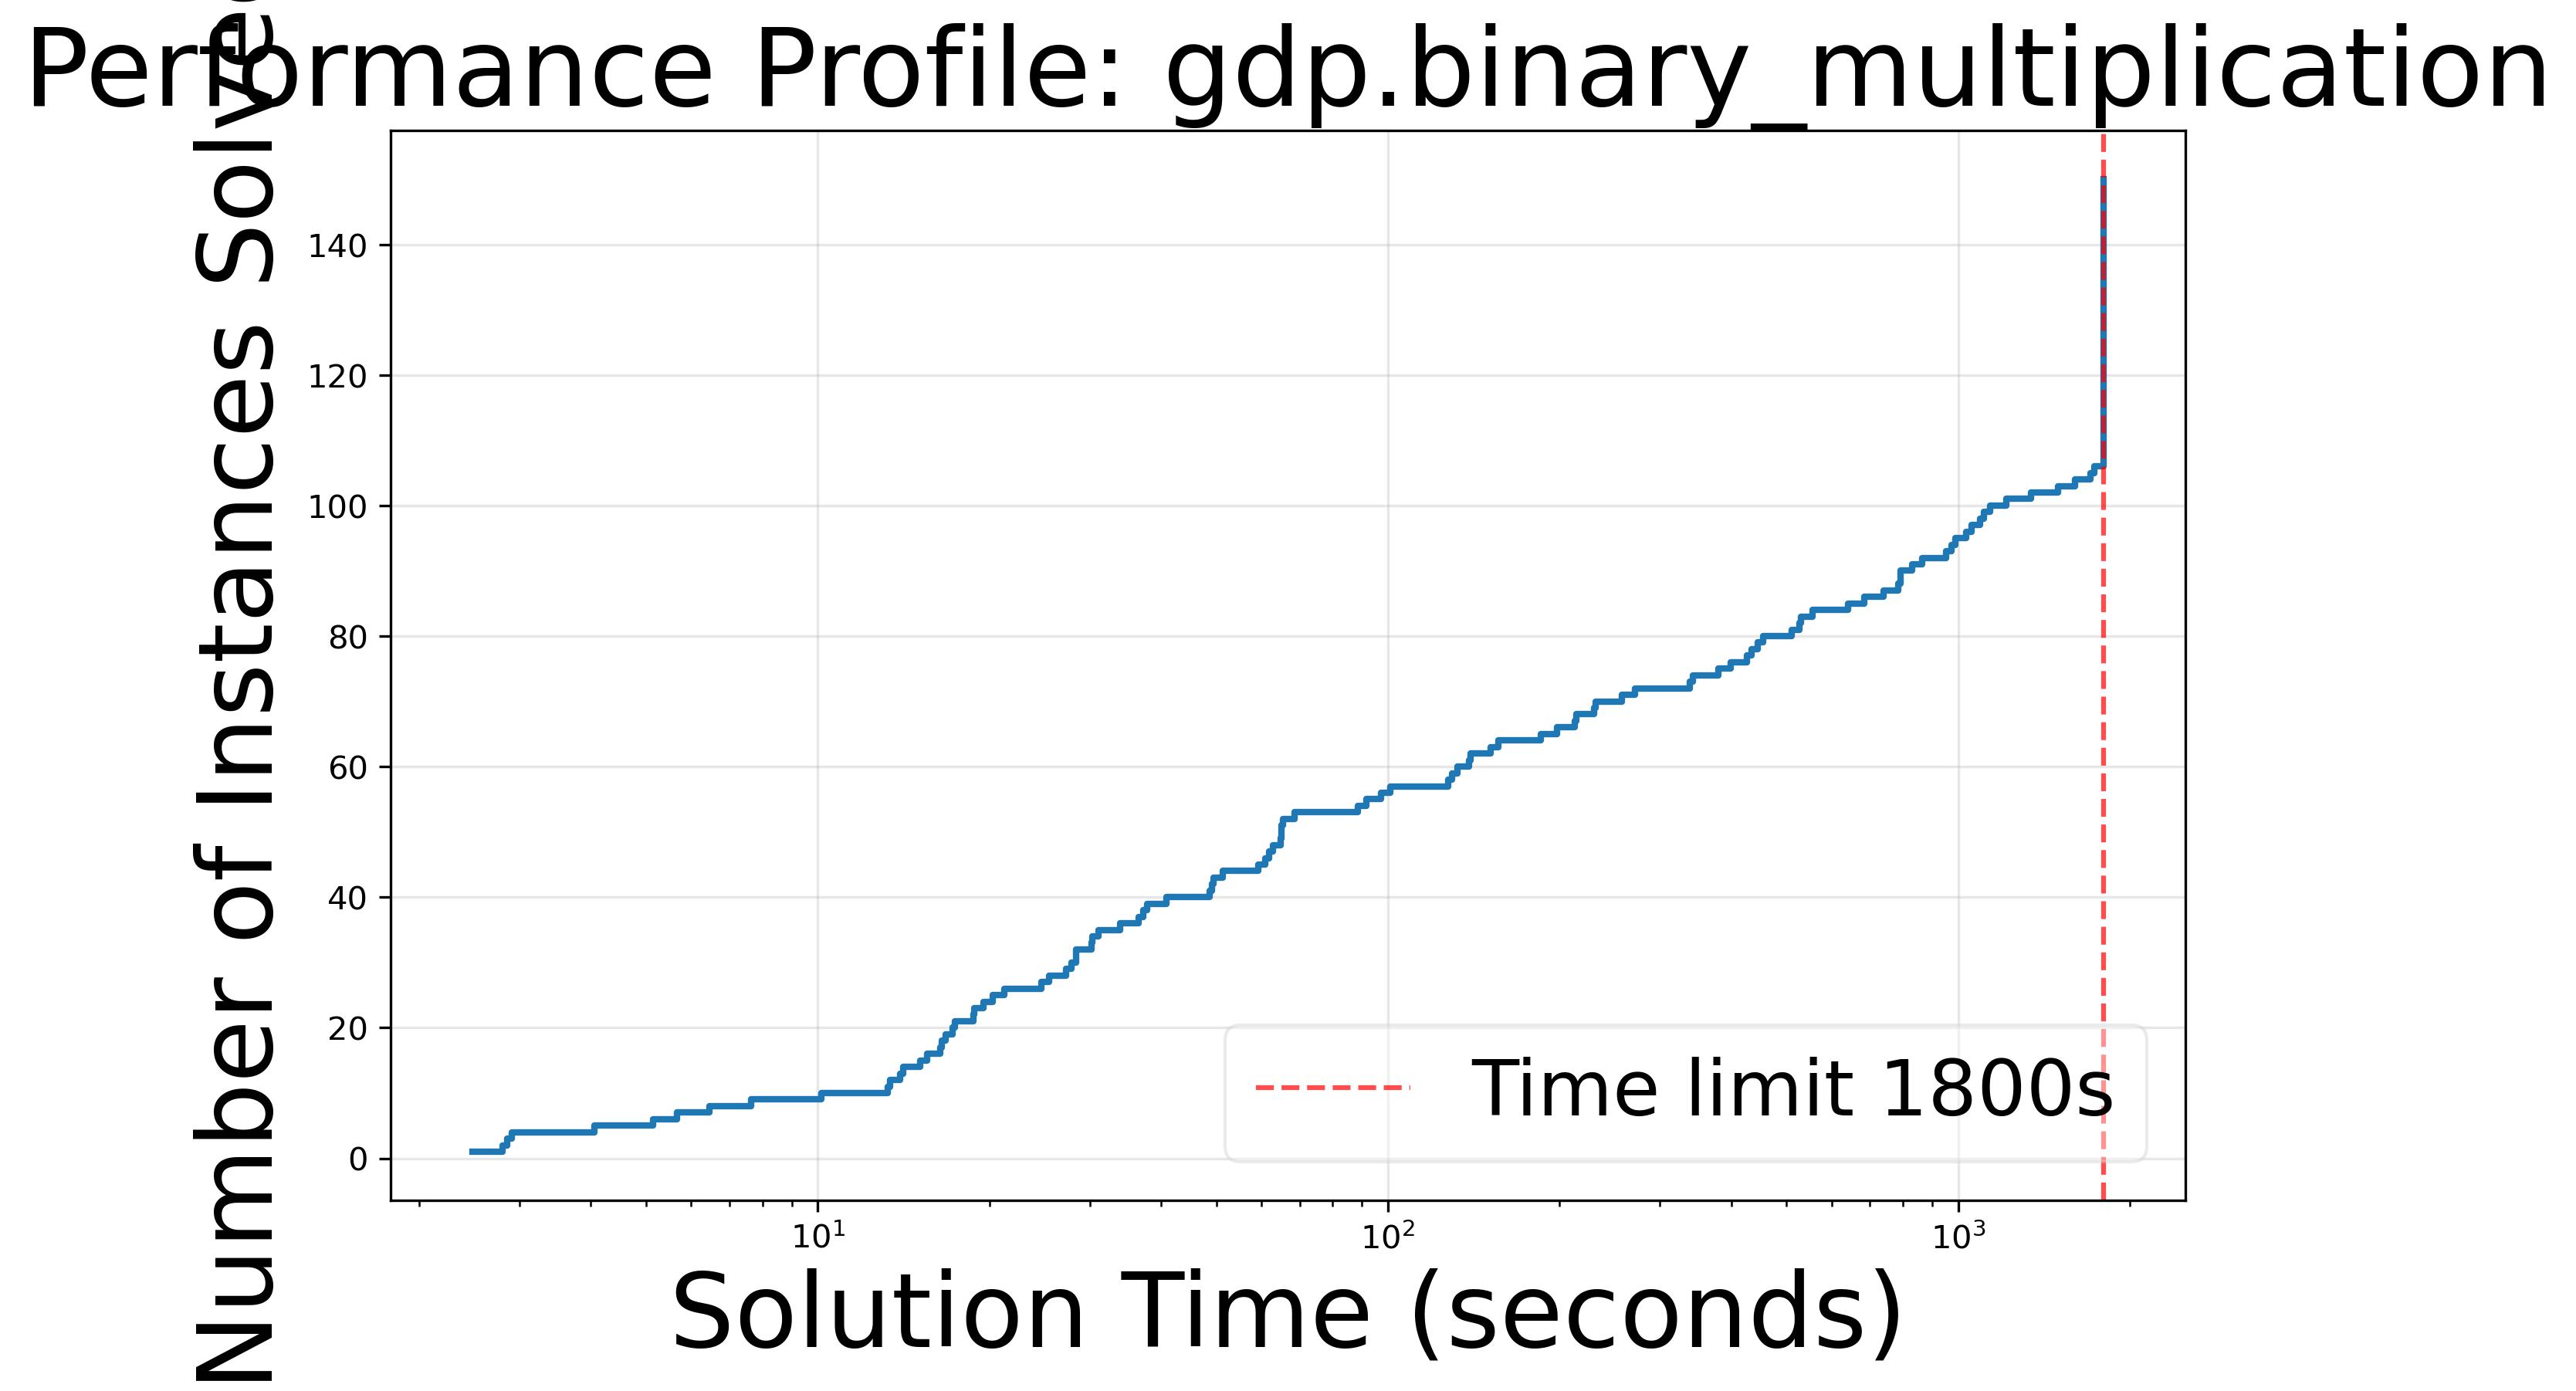 Performance Profile: gdp.binary_multiplication
Number of Instances Solve
140
120
100
80
60
40
20
0
Time limit 1800s
10¹ 10² 10³
Solution Time (seconds)